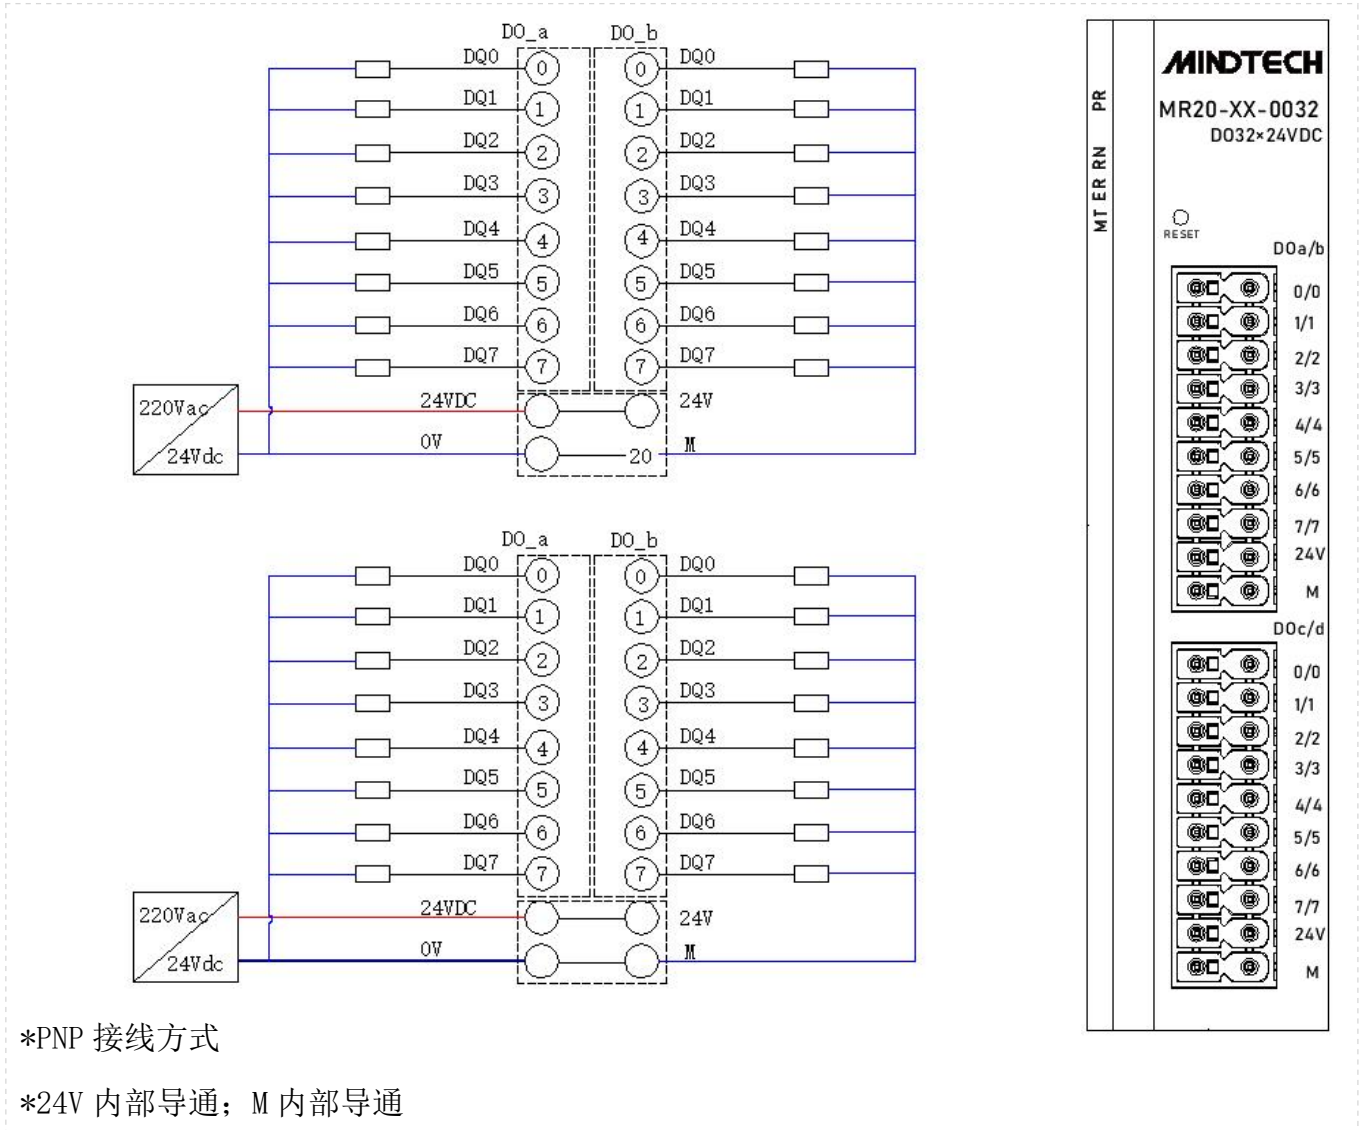 DO_a DO_b
DQ0 0 0 DQ0
DQ1 1 1 DQ1
DQ2 2 2 DQ2
DQ3 3 3 DQ3
DQ4 4 4 DQ4
DQ5 5 5 DQ5
DQ6 6 6 DQ6
DQ7 7 7 DQ7
220Vac 24VDC 24V
24Vdc 0V 20 M
DO_a DO_b
DQ0 0 0 DQ0
DQ1 1 1 DQ1
DQ2 2 2 DQ2
DQ3 3 3 DQ3
DQ4 4 4 DQ4
DQ5 5 5 DQ5
DQ6 6 6 DQ6
DQ7 7 7 DQ7
220Vac 24VDC 24V
24Vdc 0V M
*PNP 接线方式
*24V 内部导通；M 内部导通
MT ER RN PR
MINDTECH
MR20-XX-0032
DO32×24VDC
RESET
DOa/b
0/0
1/1
2/2
3/3
4/4
5/5
6/6
7/7
24V
M
DOc/d
0/0
1/1
2/2
3/3
4/4
5/5
6/6
7/7
24V
M